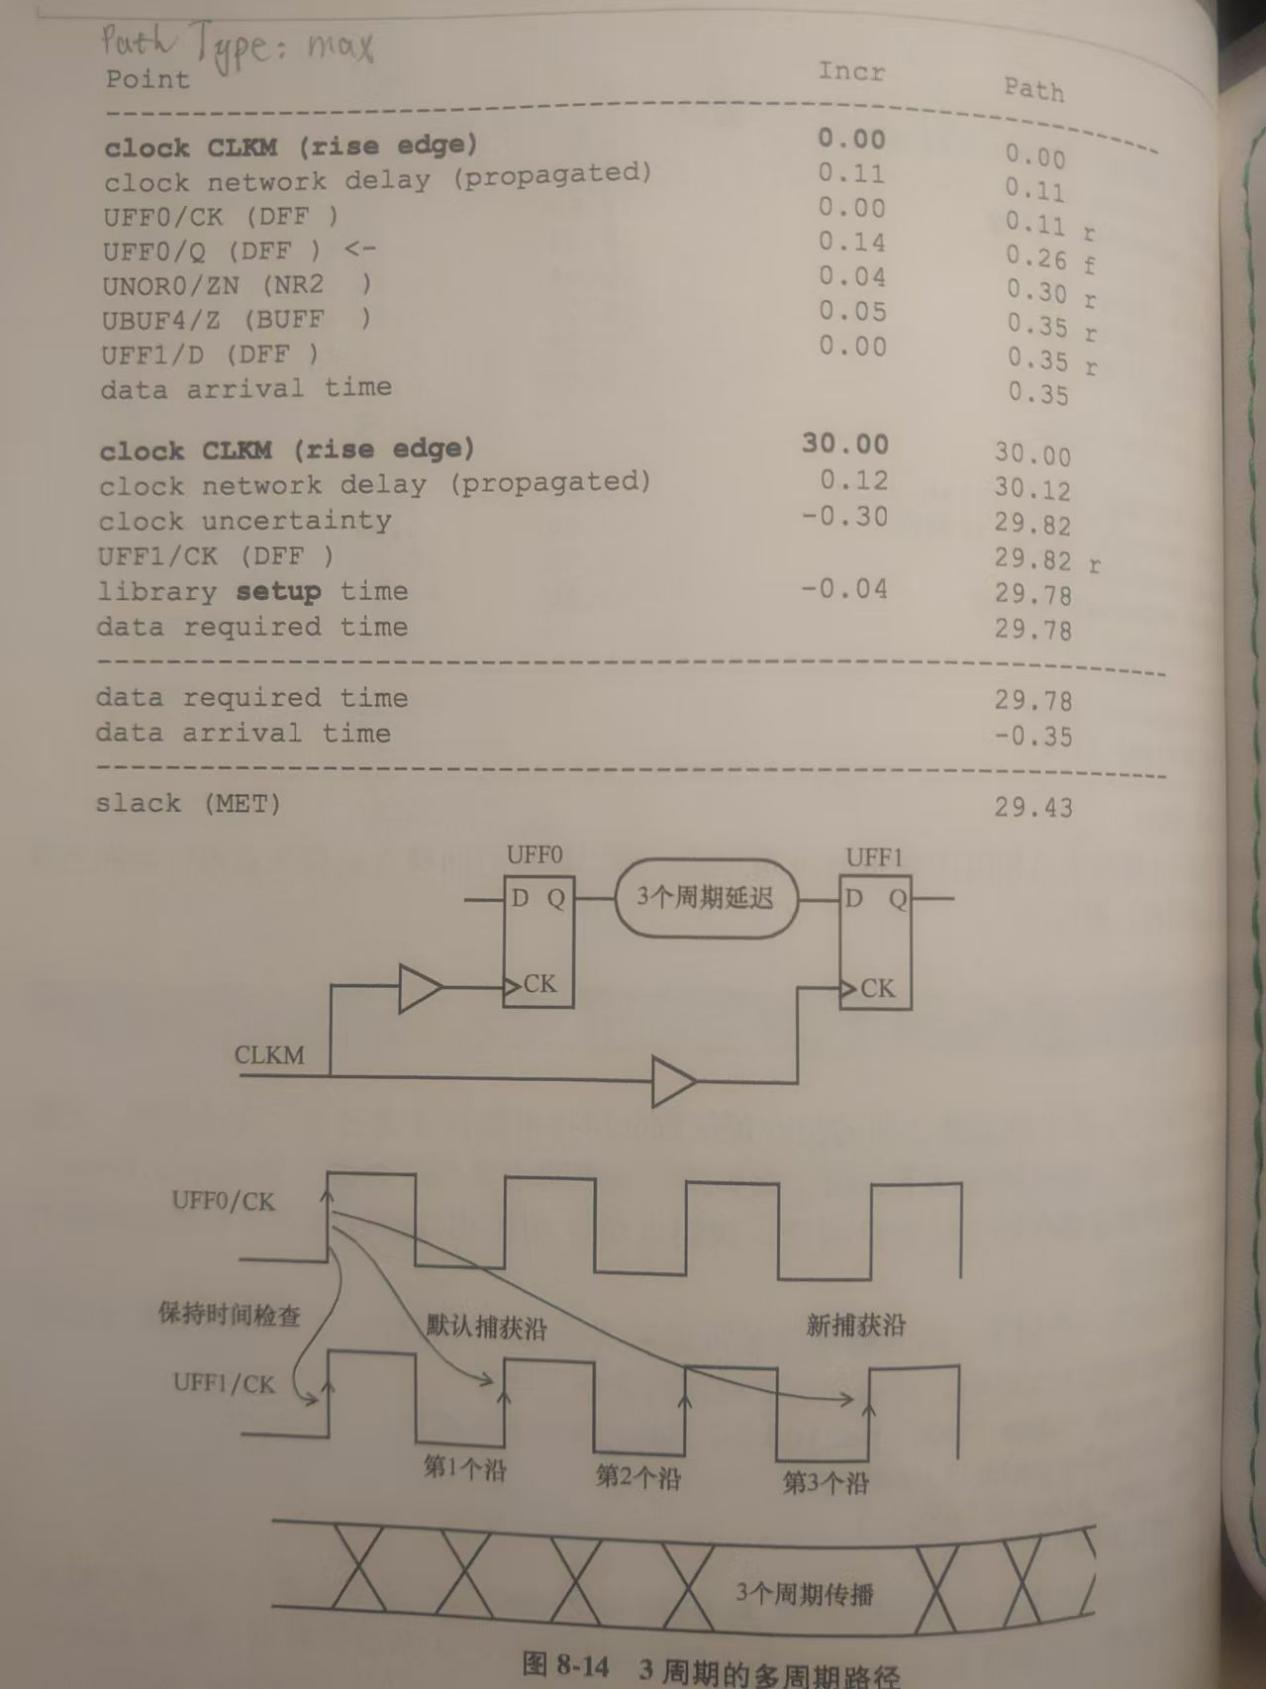 Path Type: max
Point Incr Path
clock CLKM (rise edge) 0.00 0.00
clock network delay (propagated) 0.11 0.11
UFF0/CK (DFF ) 0.00 0.11 r
UFF0/Q (DFF ) <- 0.14 0.26 f
UNOR0/ZN (NR2 ) 0.04 0.30 r
UBUF4/Z (BUFF ) 0.05 0.35 r
UFF1/D (DFF ) 0.00 0.35 r
data arrival time 0.35
clock CLKM (rise edge) 30.00 30.00
clock network delay (propagated) 0.12 30.12
clock uncertainty -0.30 29.82
UFF1/CK (DFF ) 29.82 r
library setup time -0.04 29.78
data required time 29.78
data required time 29.78
data arrival time -0.35
slack (MET) 29.43
UFF0 UFF1
D Q 3个周期延迟 D Q
CK CK
CLKM
UFF0/CK
保持时间检查 默认捕获沿 新捕获沿
UFF1/CK
第1个沿 第2个沿 第3个沿
3个周期传播
图 8-14 3 周期的多周期路径